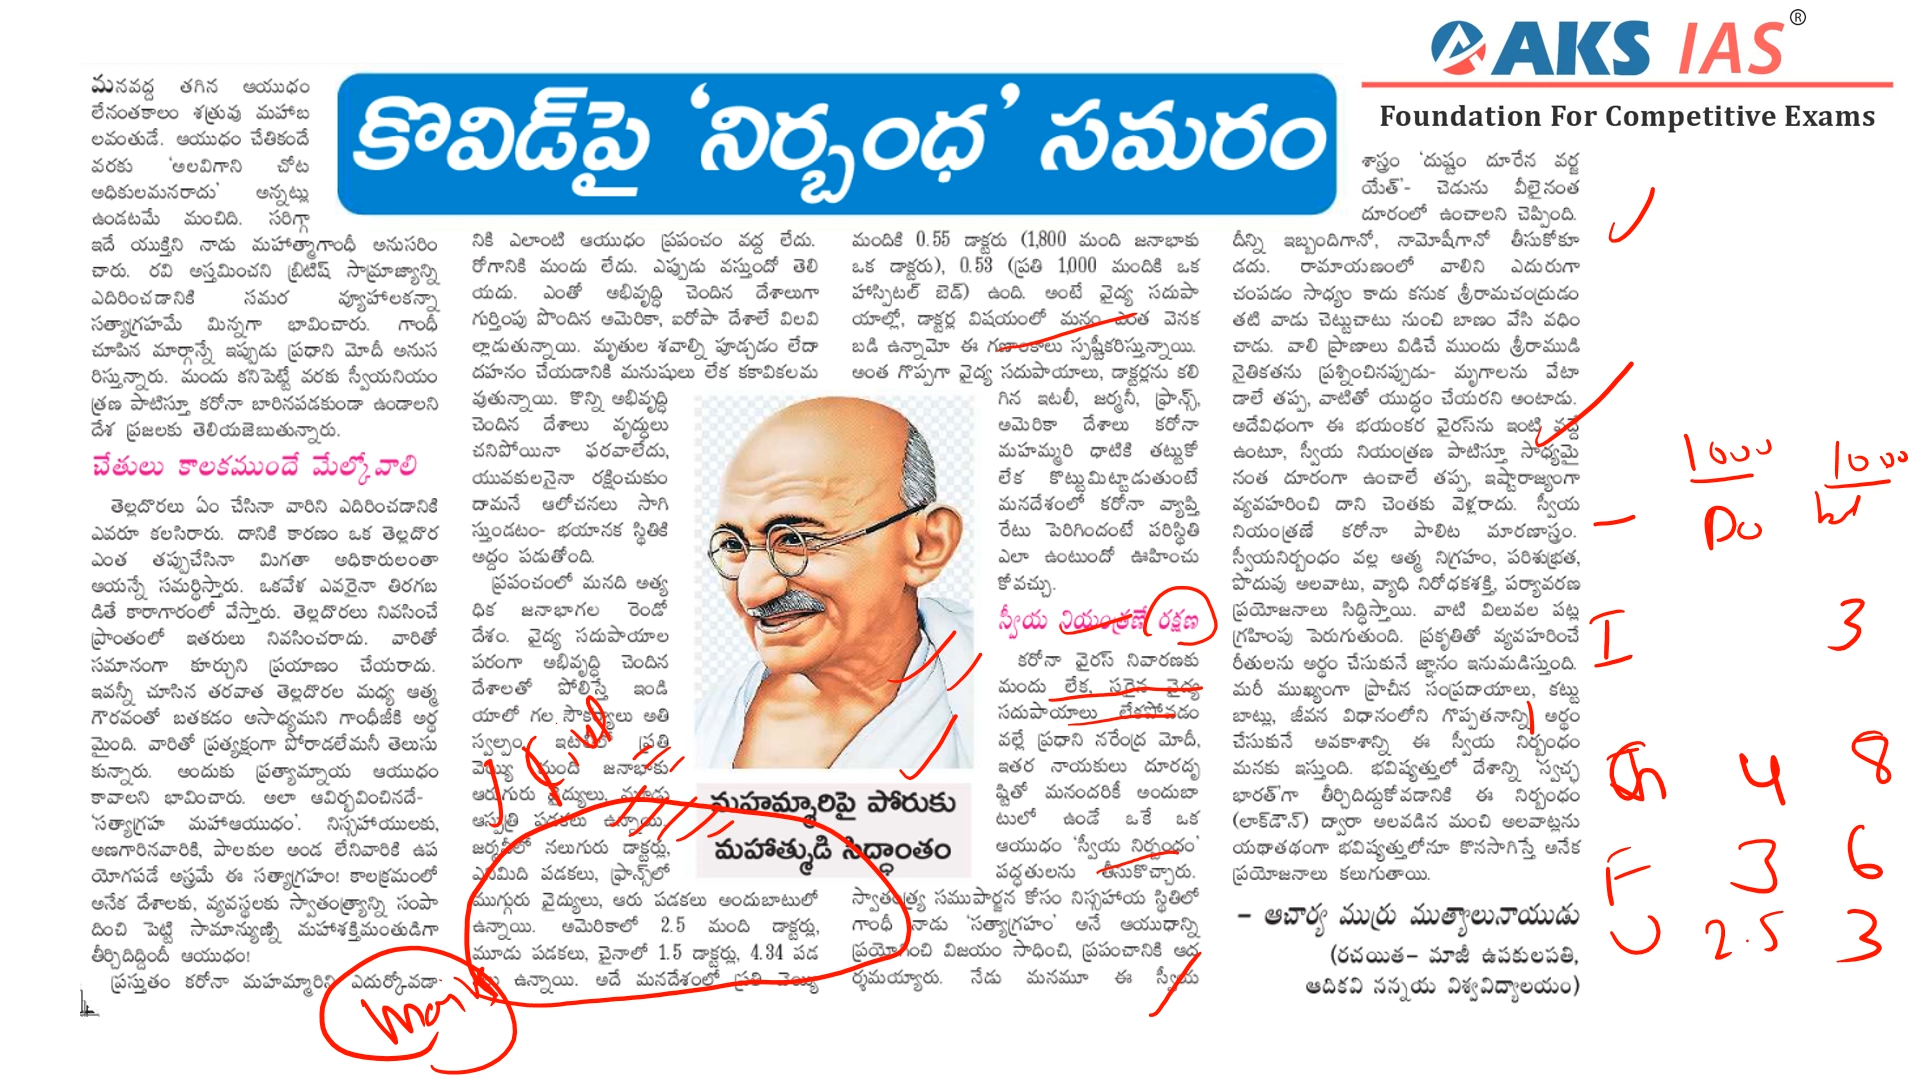 AKS IAS®
Foundation For Competitive Exams
కొవిడ్‌పై ‘నిర్బంధ’ సమరం
మనవద్ద తగిన ఆయుధం
లేనంతకాలం శత్రువు మహాబ
లవంతుడే. ఆయుధం చేతికందే
వరకు ‘అలవిగాని చోట
అధికులమనరాదు’ అన్నట్లు
ఉండటమే మంచిది. సరిగ్గా
ఇదే యుక్తిని నాడు మహాత్మాగాంధీ అనుసరిం
చారు. రవి అస్తమించని బ్రిటిష్ సామ్రాజ్యాన్ని
ఎదిరించడానికి సమర వ్యూహాలకన్నా
సత్యాగ్రహమే మిన్నగా భావించారు. గాంధీ
చూపిన మార్గాన్నే ఇప్పుడు ప్రధాని మోదీ అనుస
రిస్తున్నారు. మందు కనిపెట్టే వరకు స్వీయనియం
త్రణ పాటిస్తూ కరోనా బారినపడకుండా ఉండాలని
దేశ ప్రజలకు తెలియజెబుతున్నారు.
చేతులు కాలకముందే మేల్కోవాలి
తెల్లదొరలు ఏం చేసినా వారిని ఎదిరించడానికి
ఎవరూ కలసిరారు. దానికి కారణం ఒక తెల్లదొర
ఎంత తప్పుచేసినా మిగతా అధికారులంతా
ఆయన్నే సమర్థిస్తారు. ఒకవేళ ఎవరైనా తిరగబ
డితే కారాగారంలో వేస్తారు. తెల్లదొరలు నివసించే
ప్రాంతంలో ఇతరులు నివసించరాదు. వారితో
సమానంగా కూర్చుని ప్రయాణం చేయరాదు.
ఇవన్నీ చూసిన తరవాత తెల్లదొరల మధ్య ఆత్మ
గౌరవంతో బతకడం అసాధ్యమని గాంధీజీకి అర్థ
మైంది. వారితో ప్రత్యక్షంగా పోరాడలేమనీ తెలుసు
కున్నారు. అందుకు ప్రత్యామ్నాయ ఆయుధం
కావాలని భావించారు. అలా ఆవిర్భవించినదే-
‘సత్యాగ్రహ మహాఆయుధం’. నిస్సహాయులకు,
అణగారినవారికి, పాలకుల అండ లేనివారికి ఉప
యోగపడే అస్త్రమే ఈ సత్యాగ్రహం! కాలక్రమంలో
అనేక దేశాలకు, వ్యవస్థలకు స్వాతంత్ర్యాన్ని సంపా
దించి పెట్టి సామాన్యుణ్ని మహాశక్తిమంతుడిగా
తీర్చిదిద్దిందీ ఆయుధం!
ప్రస్తుతం కరోనా మహమ్మారిని ఎదుర్కోవడా
నికి ఎలాంటి ఆయుధం ప్రపంచం వద్ద లేదు.
రోగానికి మందు లేదు. ఎప్పుడు వస్తుందో తెలి
యదు. ఎంతో అభివృద్ధి చెందిన దేశాలుగా
గుర్తింపు పొందిన అమెరికా, ఐరోపా దేశాలే విలవి
ల్లాడుతున్నాయి. మృతుల శవాల్ని పూడ్చడం లేదా
దహనం చేయడానికి మనుషులు లేక కకావికలమ
వుతున్నాయి. కొన్ని అభివృద్ధి
చెందిన దేశాలు వృద్ధులు
చనిపోయినా ఫరవాలేదు,
యువకులనైనా రక్షించుకుం
దామనే ఆలోచనలు సాగి
స్తుండటం- భయానక స్థితికి
అద్దం పడుతోంది.
ప్రపంచంలో మనది అత్య
ధిక జనాభాగల రెండో
దేశం. వైద్య సదుపాయాల
పరంగా అభివృద్ధి చెందిన
దేశాలతో పోలిస్తే ఇండి
యాలో గల సౌకర్యాలు అతి
స్వల్పం. ఇటలీలో ప్రతి
వెయ్యి మంది జనాభాకు
ఆరుగురు వైద్యులు, మూడు
ఆస్పత్రి పడకలు ఉన్నాయి.
జర్మనీలో నలుగురు డాక్టర్లు,
ఎనిమిది పడకలు, ఫ్రాన్స్‌లో
ముగ్గురు వైద్యులు, ఆరు పడకలు అందుబాటులో
ఉన్నాయి. అమెరికాలో 2.5 మంది డాక్టర్లు,
మూడు పడకలు, చైనాలో 1.5 డాక్టర్లు, 4.34 పడ
కలు ఉన్నాయి. అదే మనదేశంలో ప్రతి వెయ్యి
మహమ్మారిపై పోరుకు
మహాత్ముడి సిద్ధాంతం
మందికి 0.55 డాక్టరు (1,800 మంది జనాభాకు
ఒక డాక్టరు), 0.53 (ప్రతి 1,000 మందికి ఒక
హాస్పిటల్ బెడ్) ఉంది. అంటే వైద్య సదుపా
యాల్లో, డాక్టర్ల విషయంలో మనం ఎంత వెనక
బడి ఉన్నామో ఈ గణాంకాలు స్పష్టీకరిస్తున్నాయి.
అంత గొప్పగా వైద్య సదుపాయాలు, డాక్టర్లను కలి
గిన ఇటలీ, జర్మనీ, ఫ్రాన్స్,
అమెరికా దేశాలు కరోనా
మహమ్మరి ధాటికి తట్టుకో
లేక కొట్టుమిట్టాడుతుంటే
మనదేశంలో కరోనా వ్యాప్తి
రేటు పెరిగిందంటే పరిస్థితి
ఎలా ఉంటుందో ఊహించు
కోవచ్చు.
స్వీయ నియంత్రణే రక్షణ
కరోనా వైరస్ నివారణకు
మందు లేక, సరైన వైద్య
సదుపాయాలు లేకపోవడం
వల్లే ప్రధాని నరేంద్ర మోదీ,
ఇతర నాయకులు దూరదృ
ష్టితో మనందరికీ అందుబా
టులో ఉండే ఒకే ఒక
ఆయుధం ‘స్వీయ నిర్బంధం’
పద్ధతులను తీసుకొచ్చారు.
స్వాతంత్ర్య సముపార్జన కోసం నిస్సహాయ స్థితిలో
గాంధీ నాడు ‘సత్యాగ్రహం’ అనే ఆయుధాన్ని
ప్రయోగించి విజయం సాధించి, ప్రపంచానికి ఆద
ర్శమయ్యారు. నేడు మనమూ ఈ స్వీయ
శాస్త్రం ‘దుష్టం దూరేన వర్జ
యేత్’- చెడును వీలైనంత
దూరంలో ఉంచాలని చెప్పింది.
దీన్ని ఇబ్బందిగానో, నామోషీగానో తీసుకోకూ
డదు. రామాయణంలో వాలిని ఎదురుగా
చంపడం సాధ్యం కాదు కనుక శ్రీరామచంద్రుడం
తటి వాడు చెట్టుచాటు నుంచి బాణం వేసి వధిం
చాడు. వాలి ప్రాణాలు విడిచే ముందు శ్రీరాముడి
నైతికతను ప్రశ్నించినప్పుడు- మృగాలను వేటా
డాలే తప్ప, వాటితో యుద్ధం చేయరని అంటాడు.
అదేవిధంగా ఈ భయంకర వైరస్‌ను ఇంటి వద్దే
ఉంటూ, స్వీయ నియంత్రణ పాటిస్తూ సాధ్యమై
నంత దూరంగా ఉంచాలే తప్ప, ఇష్టారాజ్యంగా
వ్యవహరించి దాని చెంతకు వెళ్లరాదు. స్వీయ
నియంత్రణే కరోనా పాలిట మారణాస్త్రం.
స్వీయనిర్బంధం వల్ల ఆత్మ నిగ్రహం, పరిశుభ్రత,
పొదుపు అలవాటు, వ్యాధి నిరోధకశక్తి, పర్యావరణ
ప్రయోజనాలు సిద్ధిస్తాయి. వాటి విలువల పట్ల
గ్రహింపు పెరుగుతుంది. ప్రకృతితో వ్యవహరించే
రీతులను అర్థం చేసుకునే జ్ఞానం ఇనుమడిస్తుంది.
మరీ ముఖ్యంగా ప్రాచీన సంప్రదాయాలు, కట్టు
బాట్లు, జీవన విధానంలోని గొప్పతనాన్ని అర్థం
చేసుకునే అవకాశాన్ని ఈ స్వీయ నిర్బంధం
మనకు ఇస్తుంది. భవిష్యత్తులో దేశాన్ని స్వచ్ఛ
భారత్‌గా తీర్చిదిద్దుకోవడానికి ఈ నిర్బంధం
(లాక్‌డౌన్) ద్వారా అలవడిన మంచి అలవాట్లను
యథాతథంగా భవిష్యత్తులోనూ కొనసాగిస్తే అనేక
ప్రయోజనాలు కలుగుతాయి.
– ఆచార్య ముర్రు ముత్యాలునాయుడు
(రచయిత– మాజీ ఉపకులపతి,
ఆదికవి నన్నయ విశ్వవిద్యాలయం)
1000 1000
Do
I 3
4 8
F 3 6
U 2.5 3